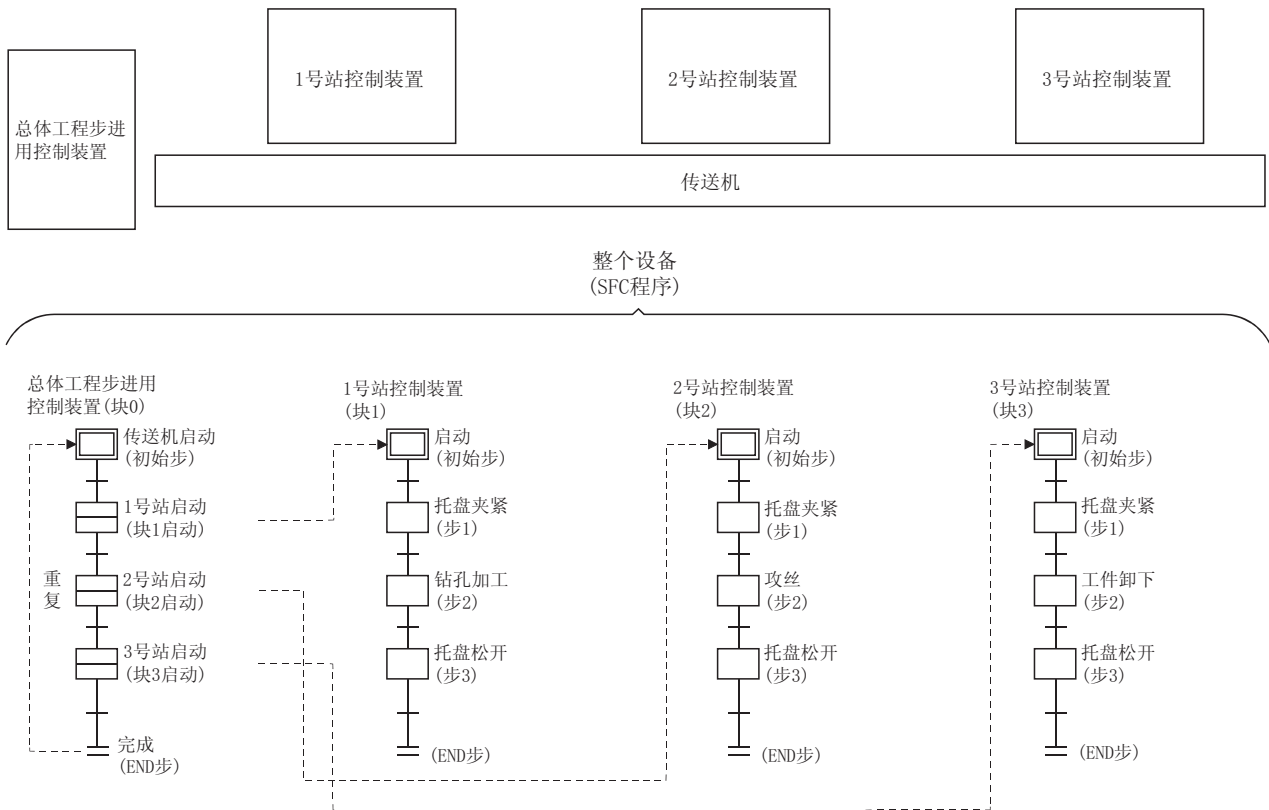 1号站控制装置
2号站控制装置
3号站控制装置
总体工程步进
用控制装置
传送机
整个设备
(SFC程序)
总体工程步进用
控制装置(块0)
传送机启动
(初始步)
1号站启动
(块1启动)
重
复
2号站启动
(块2启动)
3号站启动
(块3启动)
完成
(END步)
1号站控制装置
(块1)
启动
(初始步)
托盘夹紧
(步1)
钻孔加工
(步2)
托盘松开
(步3)
(END步)
2号站控制装置
(块2)
启动
(初始步)
托盘夹紧
(步1)
攻丝
(步2)
托盘松开
(步3)
(END步)
3号站控制装置
(块3)
启动
(初始步)
托盘夹紧
(步1)
工件卸下
(步2)
托盘松开
(步3)
(END步)